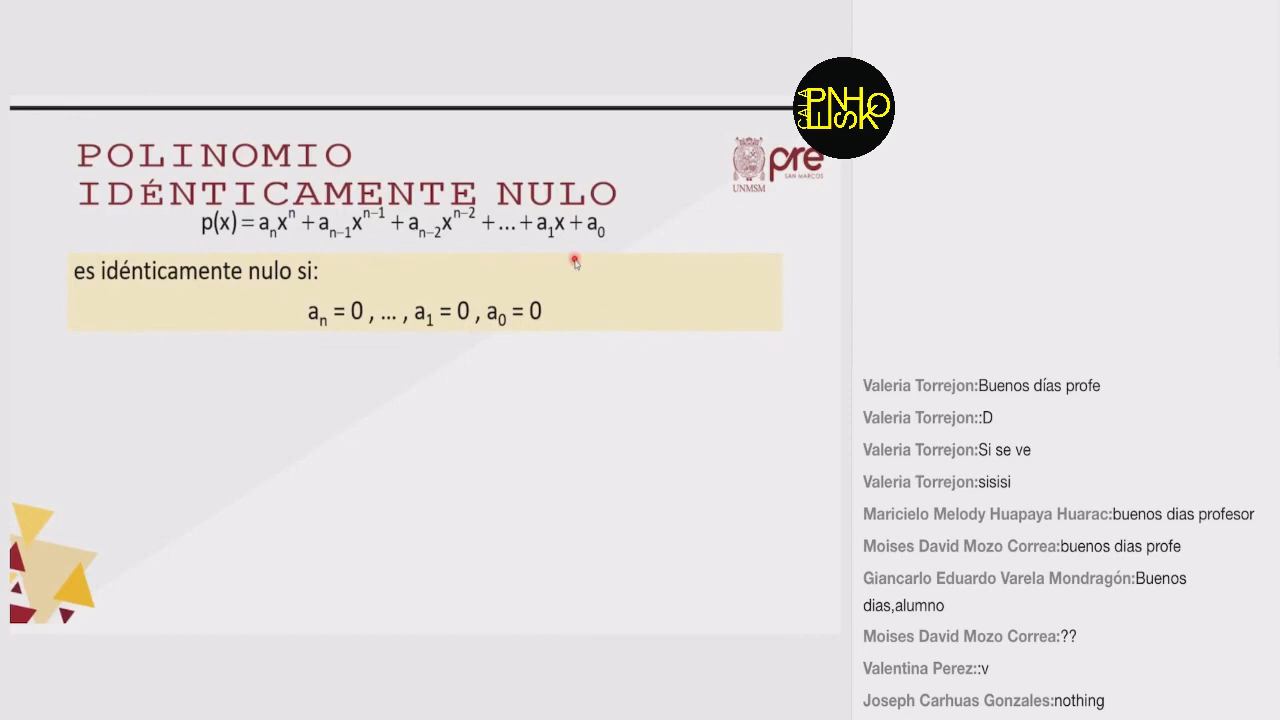 POLINOMIO
IDÉNTICAMENTE NULO
p(x) = aₙxⁿ + aₙ₋₁xⁿ⁻¹ + aₙ₋₂xⁿ⁻² + ... + a₁x + a₀
es idénticamente nulo si:
aₙ = 0 , ... , a₁ = 0 , a₀ = 0
UNMSM
pre
SAN MARCOS
Valeria Torrejon:Buenos días profe
Valeria Torrejon::D
Valeria Torrejon:Si se ve
Valeria Torrejon:sisisi
Maricielo Melody Huapaya Huarac:buenos dias profesor
Moises David Mozo Correa:buenos dias profe
Giancarlo Eduardo Varela Mondragón:Buenos
dias,alumno
Moises David Mozo Correa:??
Valentina Perez::v
Joseph Carhuas Gonzales:nothing